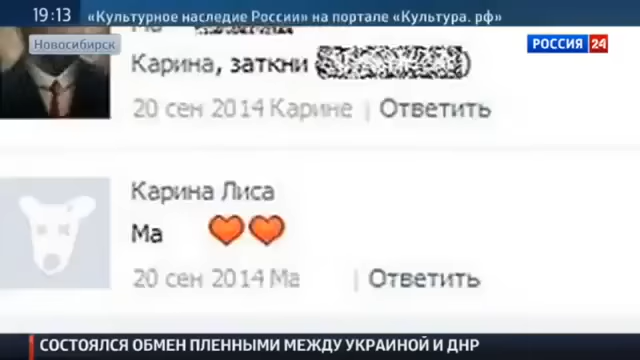 19:13
«Культурное наследие России» на портале «Культура. рф»
Новосибирск
РОССИЯ 24
Ма
Карина, заткни )
20 сен 2014 Карине | Ответить
Карина Лиса
Ма
20 сен 2014 Ма | Ответить
СОСТОЯЛСЯ ОБМЕН ПЛЕННЫМИ МЕЖДУ УКРАИНОЙ И ДНР